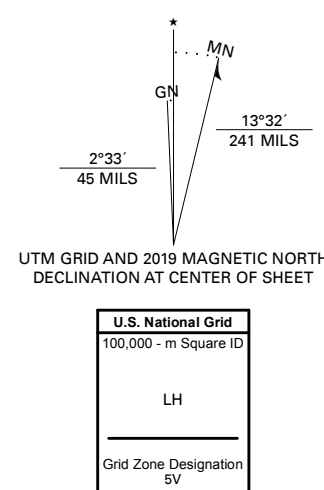 ★
MN
GN
13°32´
241 MILS
2°33´
45 MILS
UTM GRID AND 2019 MAGNETIC NORTH
DECLINATION AT CENTER OF SHEET
U.S. National Grid
100,000 - m Square ID
LH
Grid Zone Designation
5V